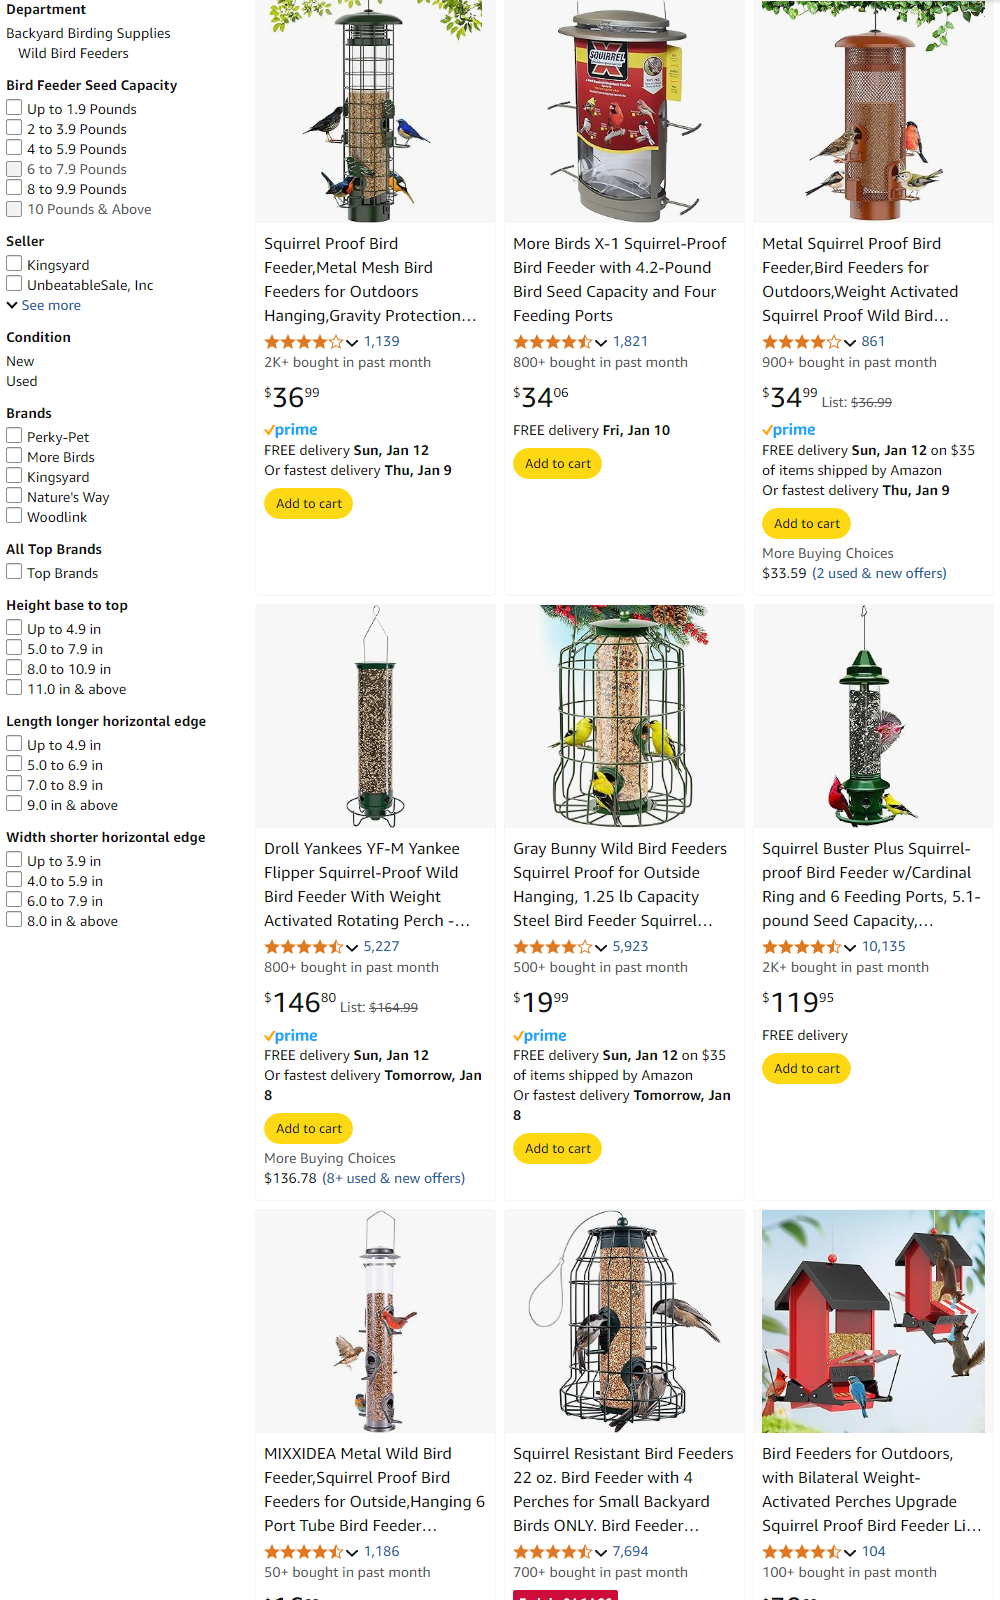 Department
Backyard Birding Supplies
Wild Bird Feeders
Bird Feeder Seed Capacity
Up to 1.9 Pounds
2 to 3.9 Pounds
4 to 5.9 Pounds
6 to 7.9 Pounds
8 to 9.9 Pounds
10 Pounds & Above
Seller
Kingsyard
UnbeatableSale, Inc
See more
Condition
New
Used
Brands
Perky-Pet
More Birds
Kingsyard
Nature's Way
Woodlink
All Top Brands
Top Brands
Height base to top
Up to 4.9 in
5.0 to 7.9 in
8.0 to 10.9 in
11.0 in & above
Length longer horizontal edge
Up to 4.9 in
5.0 to 6.9 in
7.0 to 8.9 in
9.0 in & above
Width shorter horizontal edge
Up to 3.9 in
4.0 to 5.9 in
6.0 to 7.9 in
8.0 in & above
Squirrel Proof Bird
Feeder,Metal Mesh Bird
Feeders for Outdoors
Hanging,Gravity Protection...
1,139
2K+ bought in past month
$36.99
prime
FREE delivery Sun, Jan 12
Or fastest delivery Thu, Jan 9
Add to cart
SQUIRREL
X
More Birds X-1 Squirrel-Proof
Bird Feeder with 4.2-Pound
Bird Seed Capacity and Four
Feeding Ports
1,821
800+ bought in past month
$34.06
FREE delivery Fri, Jan 10
Add to cart
Metal Squirrel Proof Bird
Feeder,Bird Feeders for
Outdoors,Weight Activated
Squirrel Proof Wild Bird...
861
900+ bought in past month
$34.99 List: $36.99
prime
FREE delivery Sun, Jan 12 on $35
of items shipped by Amazon
Or fastest delivery Thu, Jan 9
Add to cart
More Buying Choices
$33.59 (2 used & new offers)
Droll Yankees YF-M Yankee
Flipper Squirrel-Proof Wild
Bird Feeder With Weight
Activated Rotating Perch -...
5,227
800+ bought in past month
$146.80 List: $164.99
prime
FREE delivery Sun, Jan 12
Or fastest delivery Tomorrow, Jan
8
Add to cart
More Buying Choices
$136.78 (8+ used & new offers)
Gray Bunny Wild Bird Feeders
Squirrel Proof for Outside
Hanging, 1.25 lb Capacity
Steel Bird Feeder Squirrel...
5,923
500+ bought in past month
$19.99
prime
FREE delivery Sun, Jan 12 on $35
of items shipped by Amazon
Or fastest delivery Tomorrow, Jan
8
Add to cart
Squirrel Buster Plus Squirrel-
proof Bird Feeder w/Cardinal
Ring and 6 Feeding Ports, 5.1-
pound Seed Capacity,...
10,135
2K+ bought in past month
$119.95
FREE delivery
Add to cart
MIXXIDEA Metal Wild Bird
Feeder,Squirrel Proof Bird
Feeders for Outside,Hanging 6
Port Tube Bird Feeder...
1,186
50+ bought in past month
Squirrel Resistant Bird Feeders
22 oz. Bird Feeder with 4
Perches for Small Backyard
Birds ONLY. Bird Feeder...
7,694
700+ bought in past month
Bird Feeders for Outdoors,
with Bilateral Weight-
Activated Perches Upgrade
Squirrel Proof Bird Feeder Li...
104
100+ bought in past month